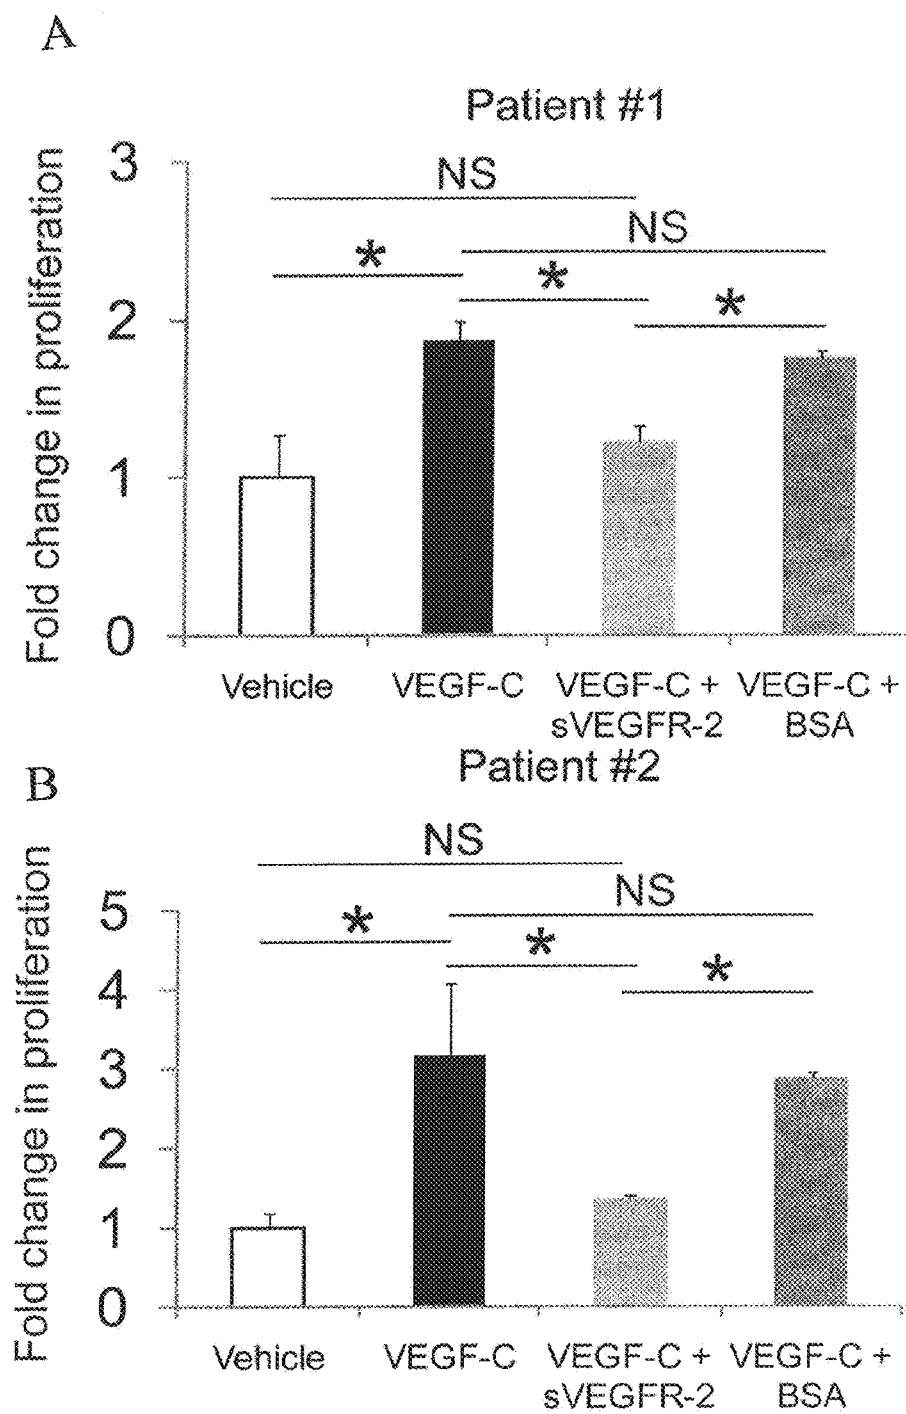 A
Patient #1
Fold change in proliferation
3
2
1
0
NS
NS
*
*
*
Vehicle
VEGF-C
VEGF-C +
sVEGFR-2
VEGF-C +
BSA
B
Patient #2
Fold change in proliferation
5
4
3
2
1
0
NS
NS
*
*
*
Vehicle
VEGF-C
VEGF-C +
sVEGFR-2
VEGF-C +
BSA